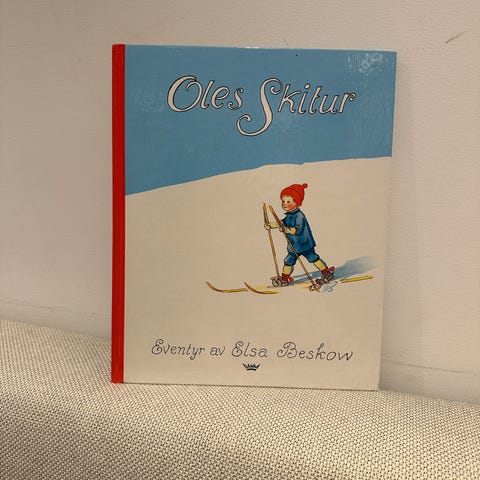 Oles Skitur
Eventyr av Elsa Beskow